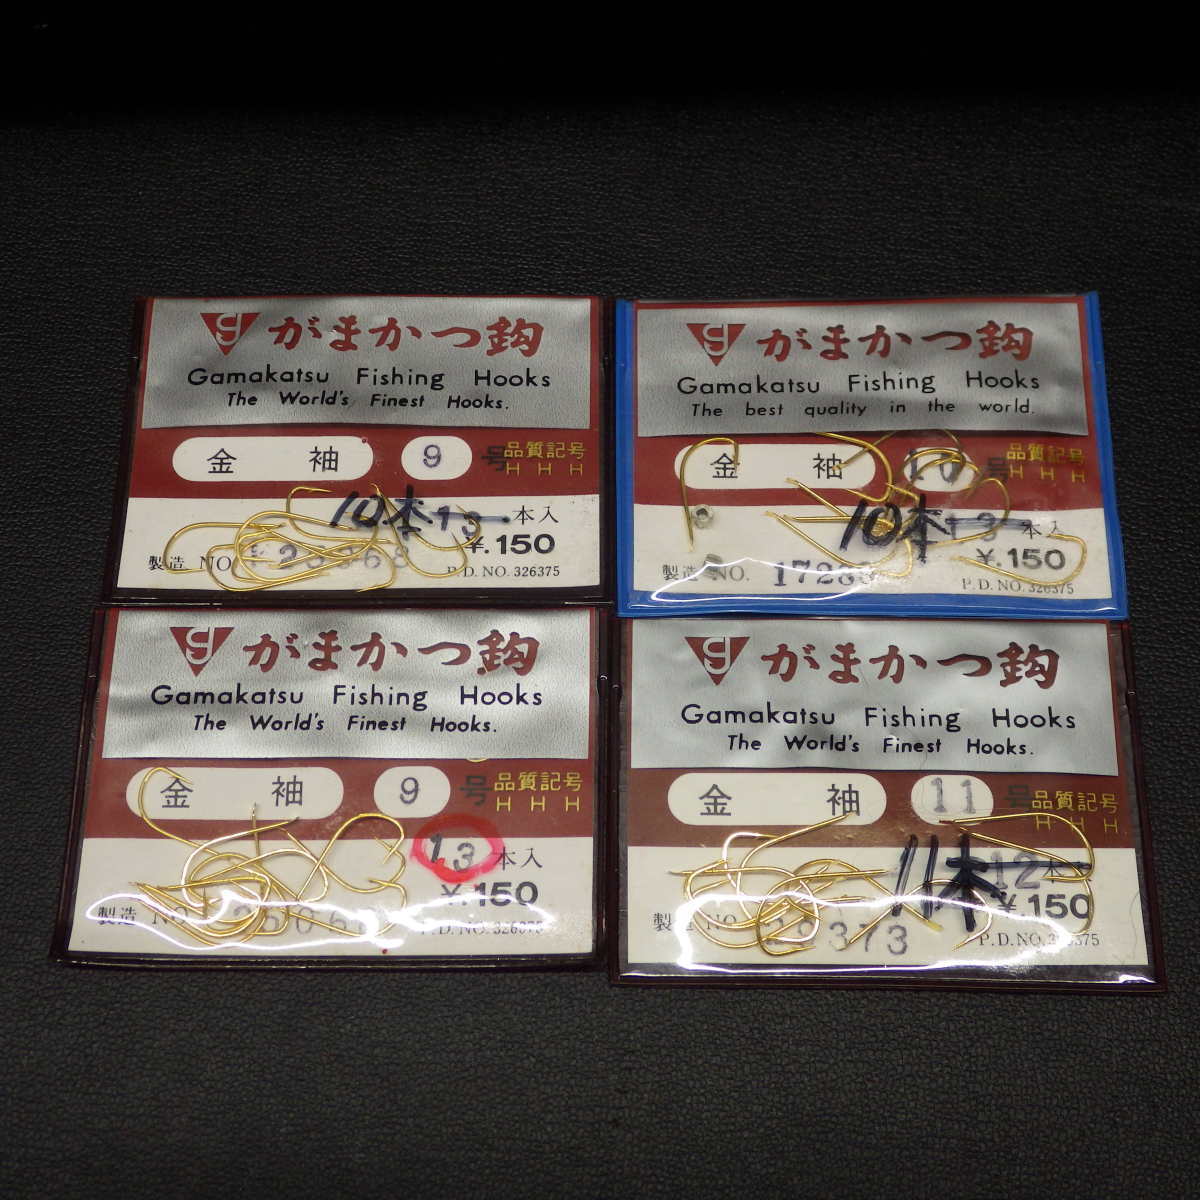 がまかつ鈎
Gamakatsu Fishing Hooks
The World's Finest Hooks.
金 袖 9 号 品質記号
H H H
10本 13 本入
¥.150
製造 NO.
P.D. NO. 326375
がまかつ鈎
Gamakatsu Fishing Hooks
The best quality in the world.
金 袖 10 号 品質記号
H H H
10本 13 本入
¥.150
製造 NO.
P.D. NO. 326375
がまかつ鈎
Gamakatsu Fishing Hooks
The World's Finest Hooks.
金 袖 9 号 品質記号
H H H
13 本入
¥.150
製造 NO.
P.D. NO. 326375
がまかつ鈎
Gamakatsu Fishing Hooks
The World's Finest Hooks.
金 袖 11 号 品質記号
H H H
11本 12 本
¥.150
製造 NO.
P.D. NO. 326375